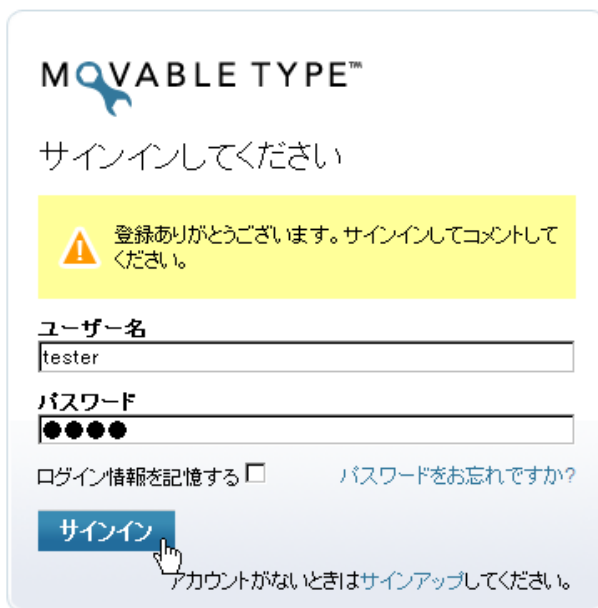 MOVABLE TYPE™
サインインしてください
登録ありがとうございます。サインインしてコメントして
ください。
ユーザー名
tester
パスワード
●●●●
ログイン情報を記憶する
パスワードをお忘れですか?
サインイン
アカウントがないときはサインアップしてください。